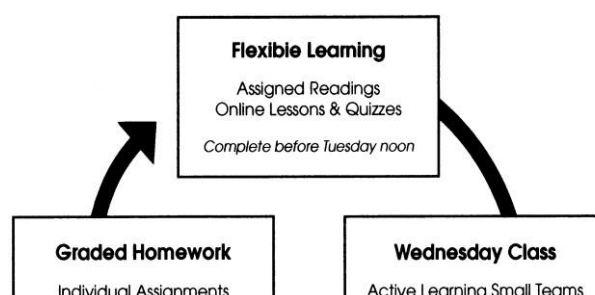 Flexible Learning
Assigned Readings
Online Lessons & Quizzes
Complete before Tuesday noon
Graded Homework
Wednesday Class
Individual Assignments
Active Learning Small Teams